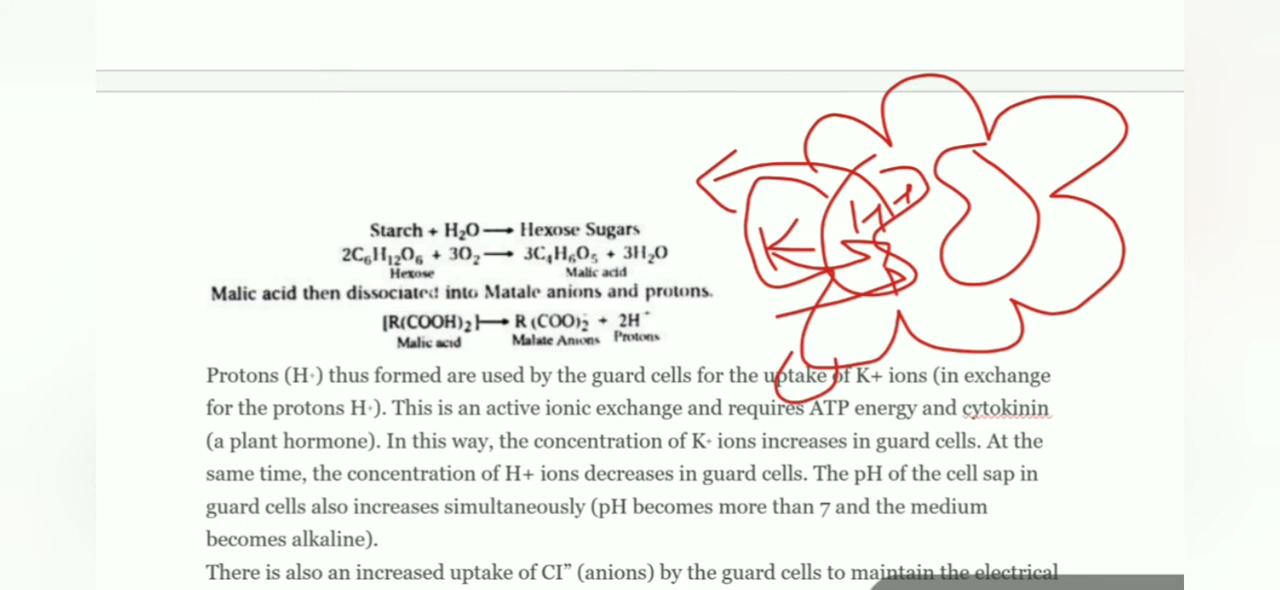 Starch + H₂O → Hexose Sugars
2C₆H₁₂O₆ + 3O₂ → 3C₄H₆O₅ + 3H₂O
Hexose Malic acid
Malic acid then dissociated into Matale anions and protons.
[R(COOH)₂] → R (COO)₂⁻ + 2H⁺
Malic acid Malate Anions Protons
K H+
Protons (H+) thus formed are used by the guard cells for the uptake of K+ ions (in exchange
for the protons H+). This is an active ionic exchange and requires ATP energy and cytokinin
(a plant hormone). In this way, the concentration of K+ ions increases in guard cells. At the
same time, the concentration of H+ ions decreases in guard cells. The pH of the cell sap in
guard cells also increases simultaneously (pH becomes more than 7 and the medium
becomes alkaline).
There is also an increased uptake of CI” (anions) by the guard cells to maintain the electrical